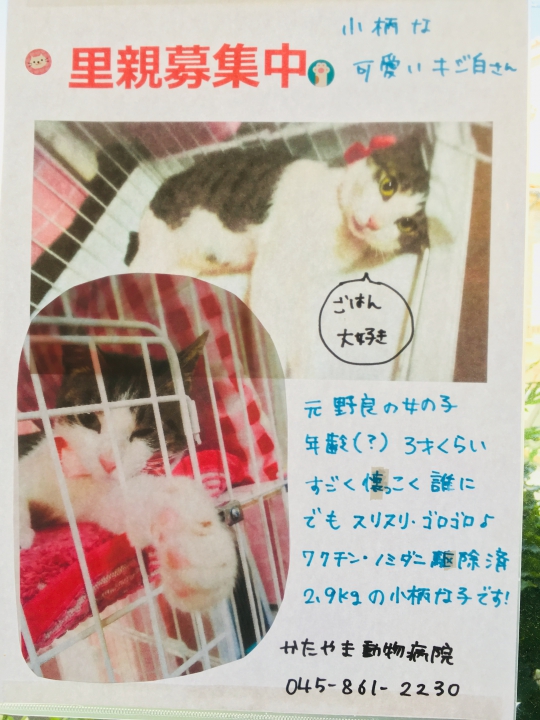 小柄な
可愛いキジ白さん
里親募集中
ごはん
大好き
元野良の女の子
年齢(?) 3才くらい
すごく懐っこく誰に
でもスリスリ・ゴロゴロ♪
ワクチン・ノミダニ駆除済
2.9kgの小柄な子です!
かたやま動物病院
045-861-2230